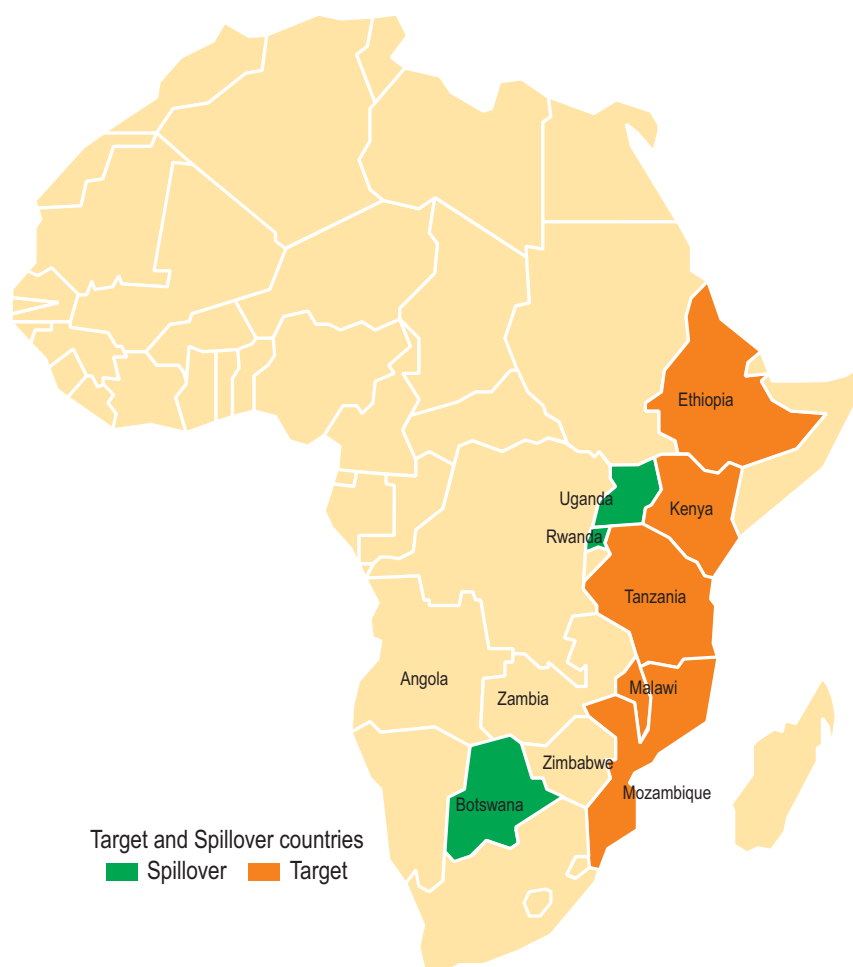 Ethiopia
Uganda
Kenya
Rwanda
Tanzania
Angola
Malawi
Zambia
Zimbabwe
Mozambique
Botswana
Target and Spillover countries
Spillover
Target